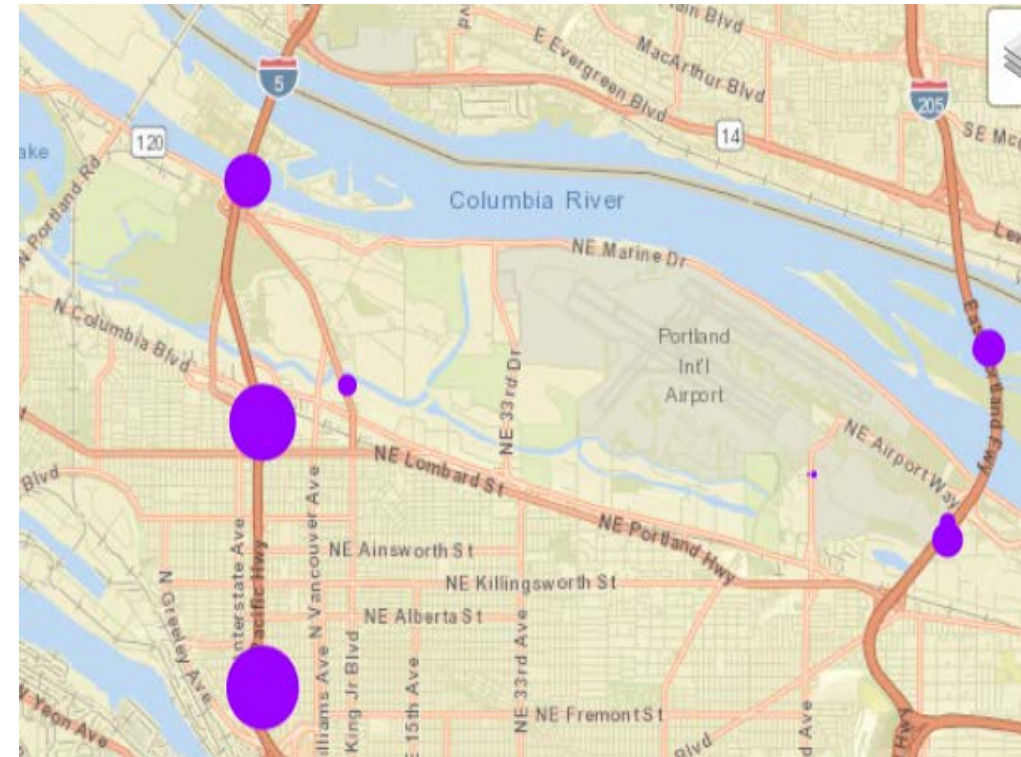 Blvd
E Evergreen Blvd
MacArthur Blvd
5
205
14
120
SE
Columbia River
N Portland Rd
NE Marine Dr
N Columbia Blvd
Portland
Int'l
Airport
NE 33rd Dr
NE Airport Way
Blvd
NE Lombard St
NE Portland Hwy
NE Ainsworth St
NE Killingsworth St
NE Alberta St
N Greeley Ave
Interstate Ave
Pacific Hwy
N Vancouver Ave
King Jr Blvd
15th Ave
NE 33rd Ave
NE Fremont St
N Yeon Ave
Blvd
Ave
Hwy